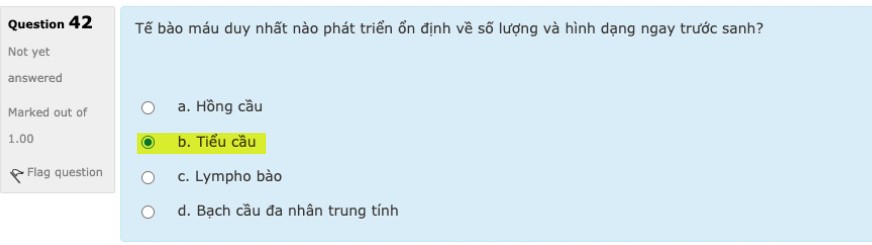 Question 42
Not yet
answered
Marked out of
1.00
Flag question
Tế bào máu duy nhất nào phát triển ổn định về số lượng và hình dạng ngay trước sanh?
a. Hồng cầu
b. Tiểu cầu
c. Lympho bào
d. Bạch cầu đa nhân trung tính